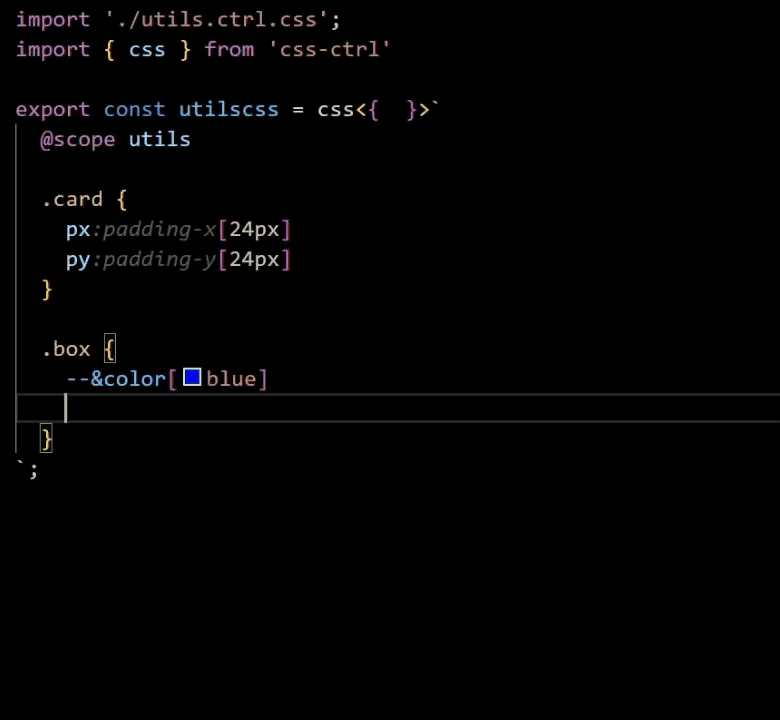 import './utils.ctrl.css';
import { css } from 'css-ctrl'
export const utilscss = css<{  }>`
@scope utils
.card {
px:padding-x[24px]
py:padding-y[24px]
}
.box {
--&color[blue]
}
`;